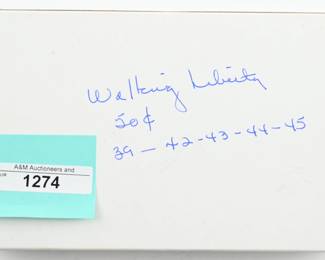 Walking Liberty
50¢
39 - 42-43-44-45
A&M Auctioneers and
1274